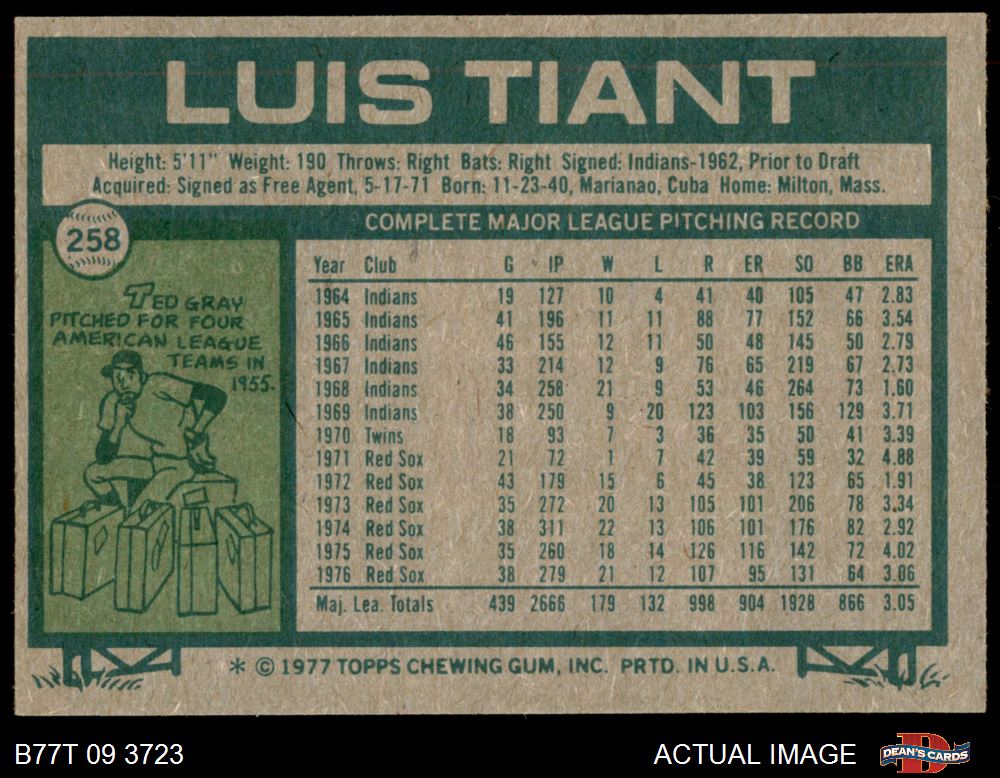 LUIS TIANT
Height: 5'11" Weight: 190 Throws: Right Bats: Right Signed: Indians-1962, Prior to Draft
Acquired: Signed as Free Agent, 5-17-71 Born: 11-23-40, Marianao, Cuba Home: Milton, Mass.
258
TED GRAY
PITCHED FOR FOUR
AMERICAN LEAGUE
TEAMS IN
1955.
COMPLETE MAJOR LEAGUE PITCHING RECORD
Year Club G IP W L R ER SO BB ERA
1964 Indians 19 127 10 4 41 40 105 47 2.83
1965 Indians 41 196 11 11 88 77 152 66 3.54
1966 Indians 46 155 12 11 50 48 145 50 2.79
1967 Indians 33 214 12 9 76 65 219 67 2.73
1968 Indians 34 258 21 9 53 46 264 73 1.60
1969 Indians 38 250 9 20 123 103 156 129 3.71
1970 Twins 18 93 7 3 36 35 50 41 3.39
1971 Red Sox 21 72 1 7 42 39 59 32 4.88
1972 Red Sox 43 179 15 6 45 38 123 65 1.91
1973 Red Sox 35 272 20 13 105 101 206 78 3.34
1974 Red Sox 38 311 22 13 106 101 176 82 2.92
1975 Red Sox 35 260 18 14 126 116 142 72 4.02
1976 Red Sox 38 279 21 12 107 95 131 64 3.06
Maj. Lea. Totals 439 2666 179 132 998 904 1928 866 3.05
* © 1977 TOPPS CHEWING GUM, INC. PRTD. IN U.S.A.
B77T 09 3723
ACTUAL IMAGE
D
DEAN'S CARDS